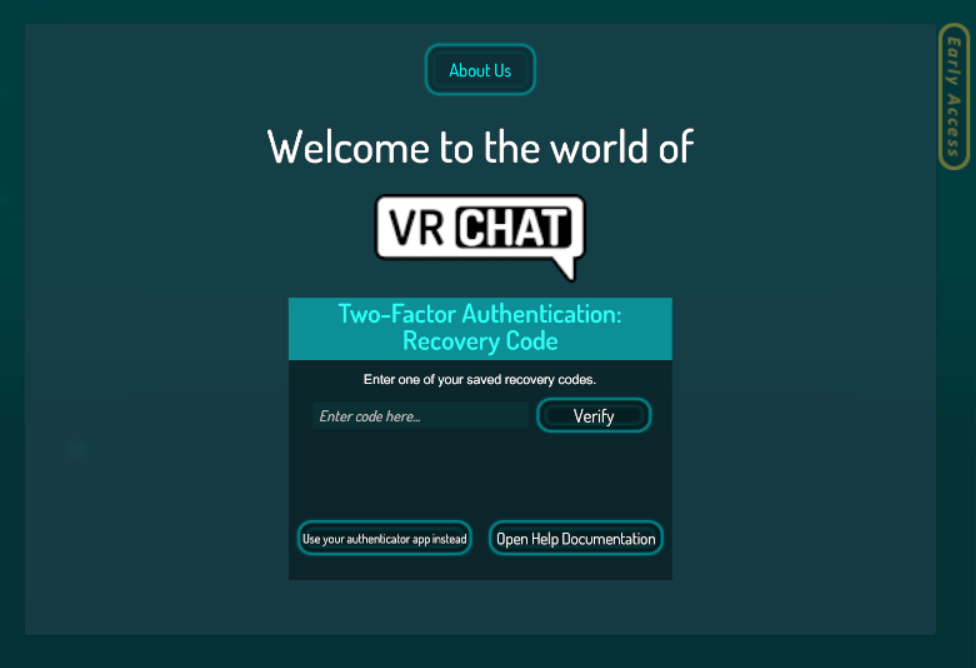 About Us
Early Access
Welcome to the world of
VR CHAT
Two-Factor Authentication:
Recovery Code
Enter one of your saved recovery codes.
Enter code here...
Verify
Use your authenticator app instead
Open Help Documentation